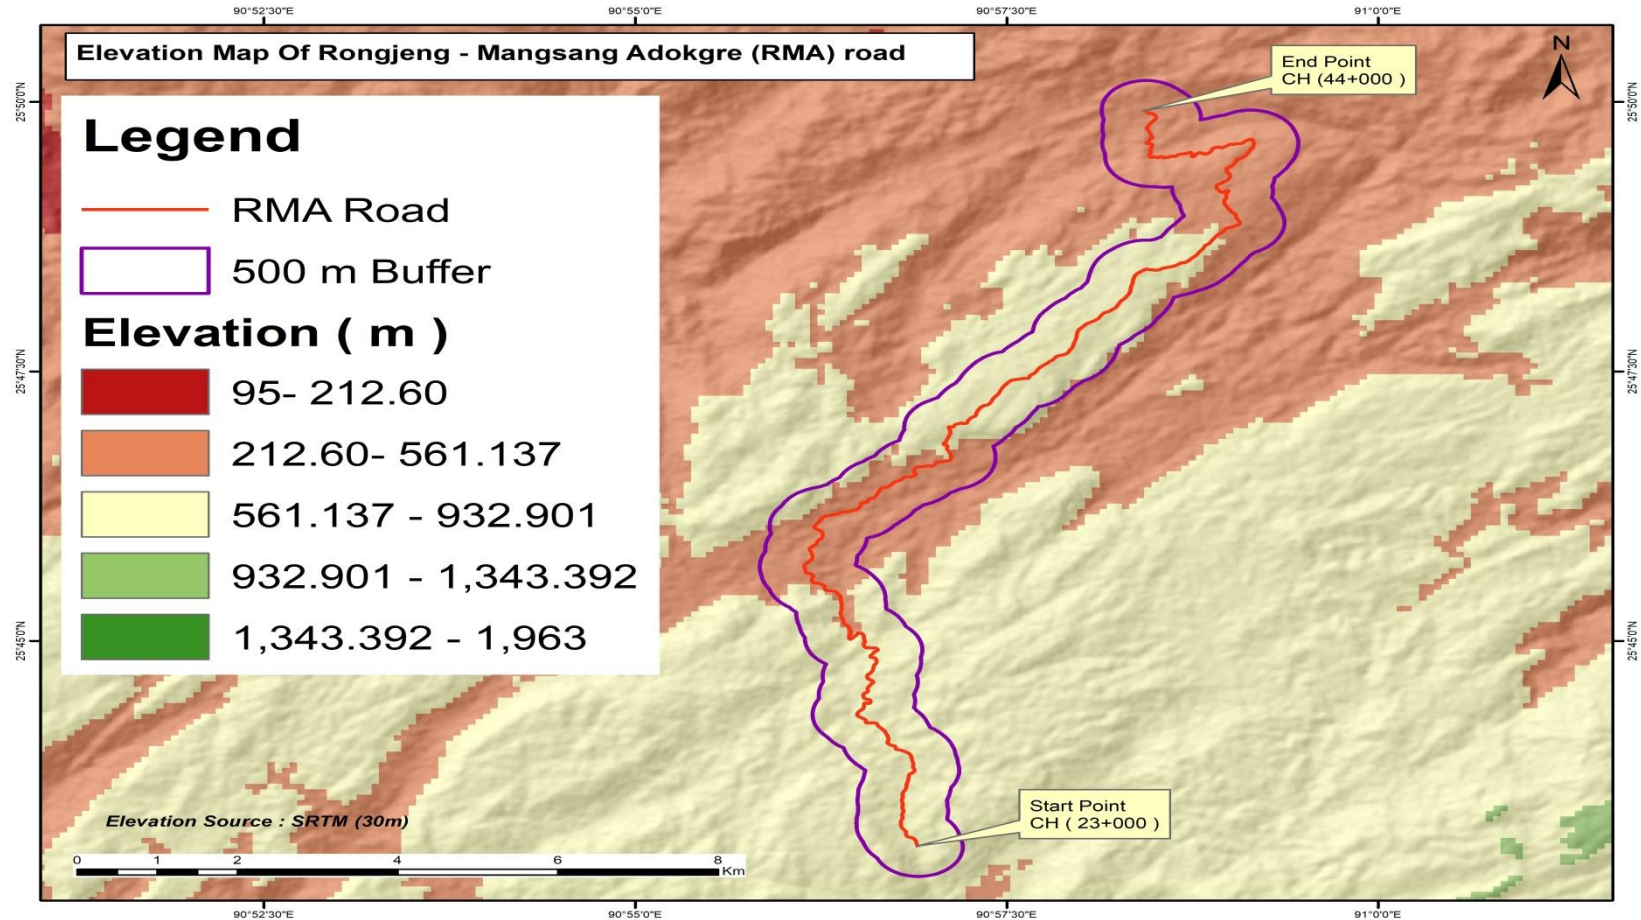 90°52'30"E 90°55'0"E 90°57'30"E 91°0'0"E
Elevation Map Of Rongjeng - Mangsang Adokgre (RMA) road
N
End Point
CH (44+000 )
25°50'0"N 25°50'0"N
Legend
RMA Road
500 m Buffer
Elevation ( m )
25°47'30"N 25°47'30"N
95- 212.60
212.60- 561.137
561.137 - 932.901
932.901 - 1,343.392
1,343.392 - 1,963
25°45'0"N 25°45'0"N
Start Point
CH ( 23+000 )
Elevation Source : SRTM (30m)
0 1 2 4 6 8
Km
90°52'30"E 90°55'0"E 90°57'30"E 91°0'0"E